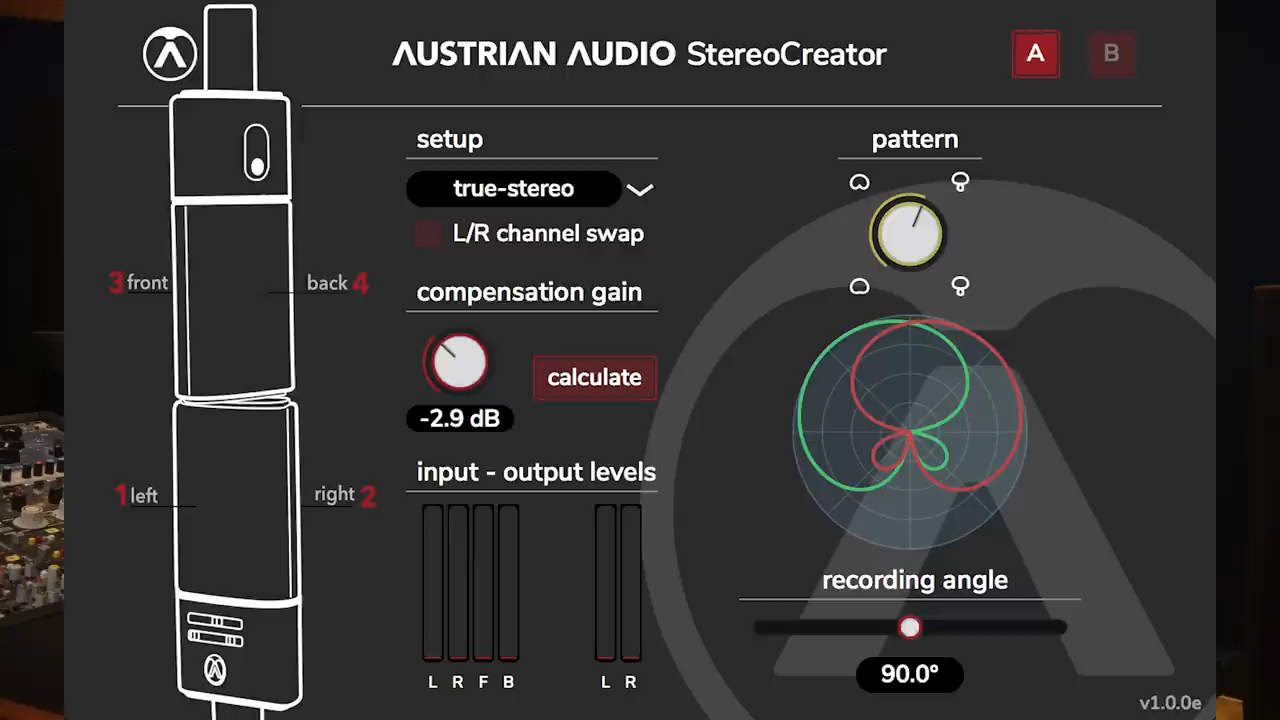 AUSTRIAN AUDIO StereoCreator
A
B
setup
true-stereo
L/R channel swap
pattern
3 front
back 4
compensation gain
calculate
-2.9 dB
1 left
right 2
input - output levels
L R F B
L R
recording angle
90.0°
v1.0.0e